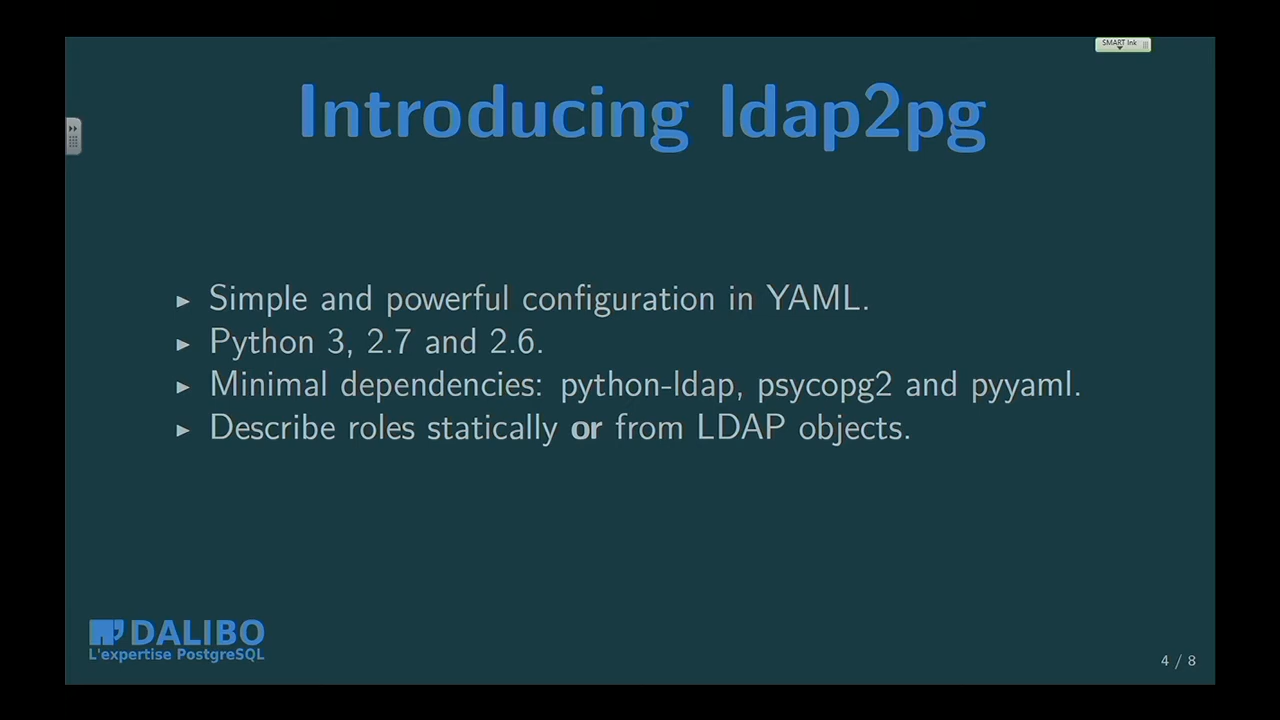 SMART Ink
Introducing ldap2pg
▶ Simple and powerful configuration in YAML.
▶ Python 3, 2.7 and 2.6.
▶ Minimal dependencies: python-ldap, psycopg2 and pyyaml.
▶ Describe roles statically or from LDAP objects.
DALIBO
L'expertise PostgreSQL
4 / 8